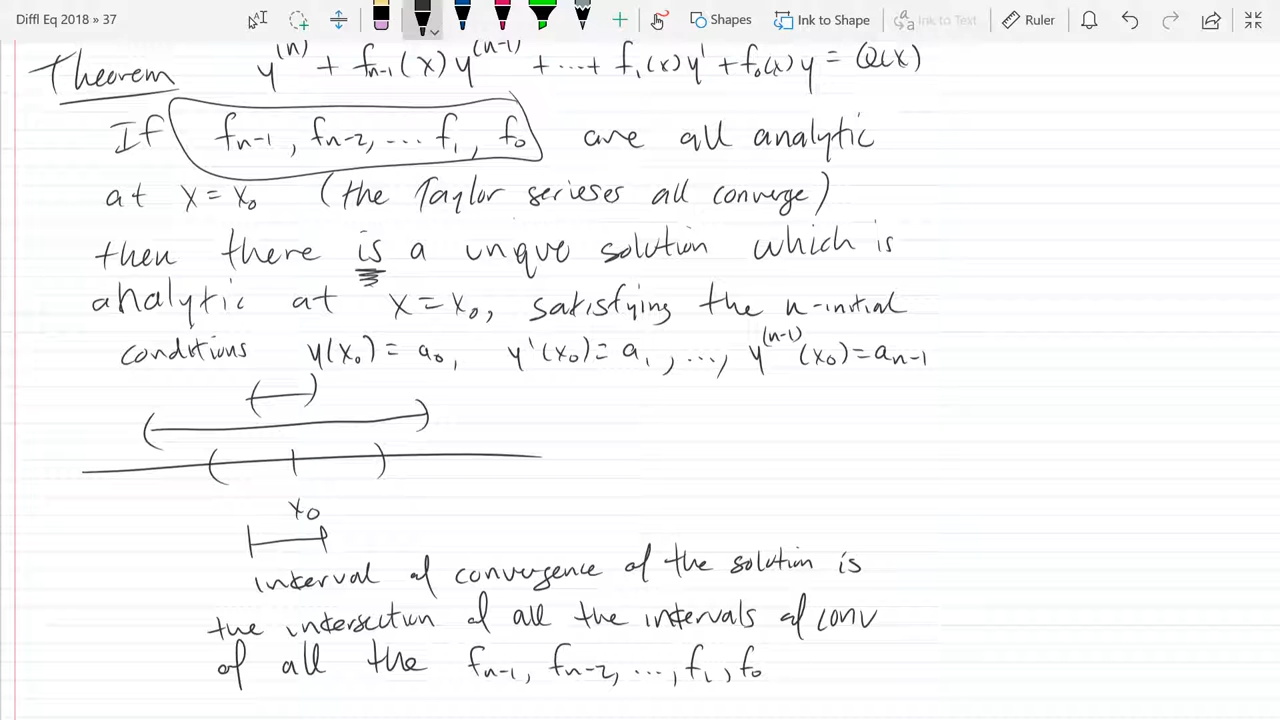 Diffl Eq 2018 » 37
Shapes
Ink to Shape
Ink to Text
Ruler
Theorem y^(n) + f_{n-1}(x) y^(n-1) + ... + f_1(x) y' + f_0(x) y = Q(x)
If f_{n-1}, f_{n-2}, ... f_1, f_0 are all analytic
at x = x_0 (the Taylor serieses all converge)
then there is a unque solution which is
analytic at x = x_0, satisfying the n-initial
conditions y(x_0) = a_0, y'(x_0) = a_1, ..., y^(n-1)(x_0) = a_{n-1}
x_0
interval of convergence of the solution is
the intersection of all the intervals of conv
of all the f_{n-1}, f_{n-2}, ..., f_1, f_0